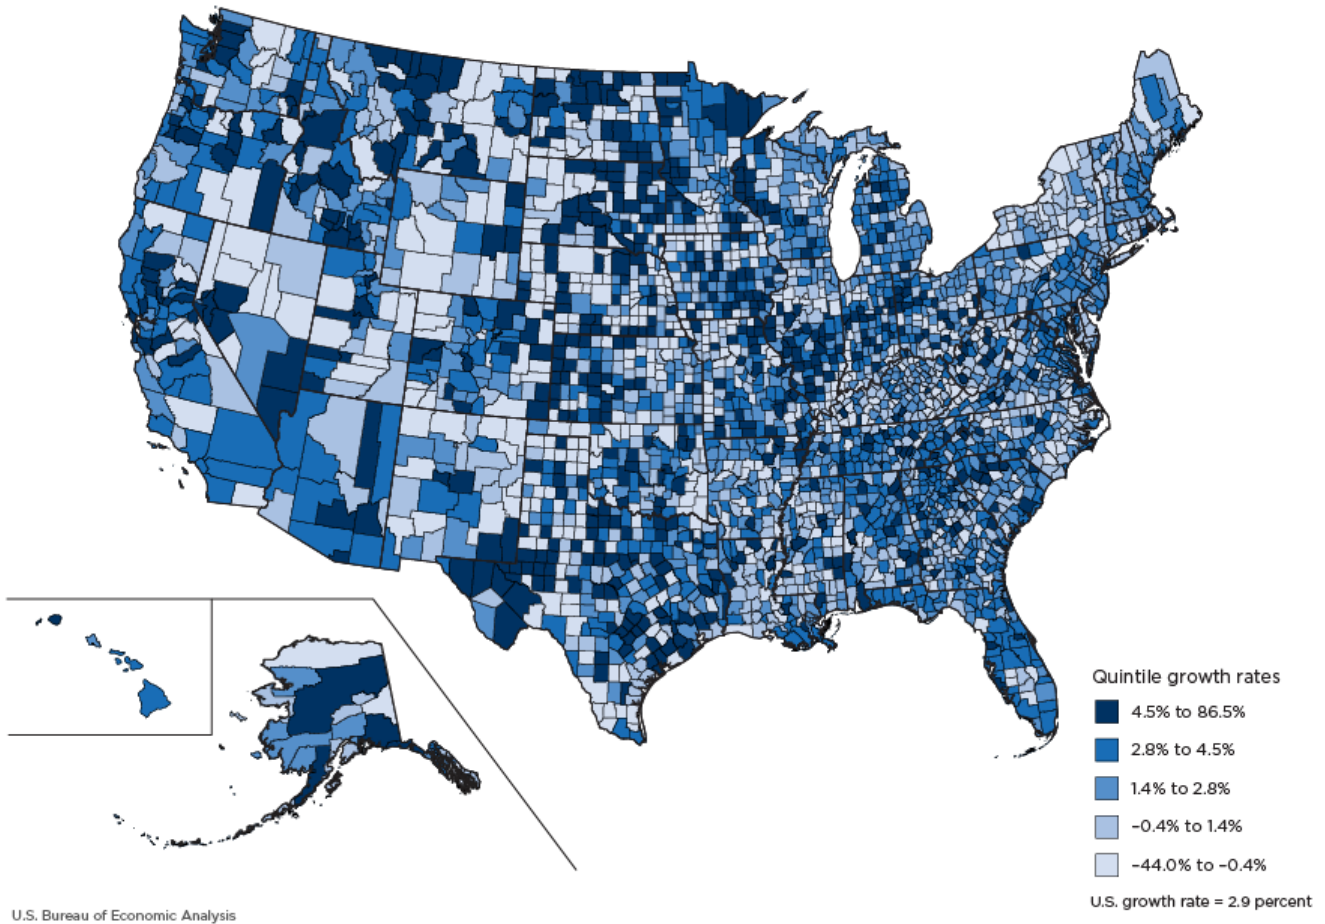 Quintile growth rates
4.5% to 86.5%
2.8% to 4.5%
1.4% to 2.8%
–0.4% to 1.4%
–44.0% to –0.4%
U.S. growth rate = 2.9 percent
U.S. Bureau of Economic Analysis